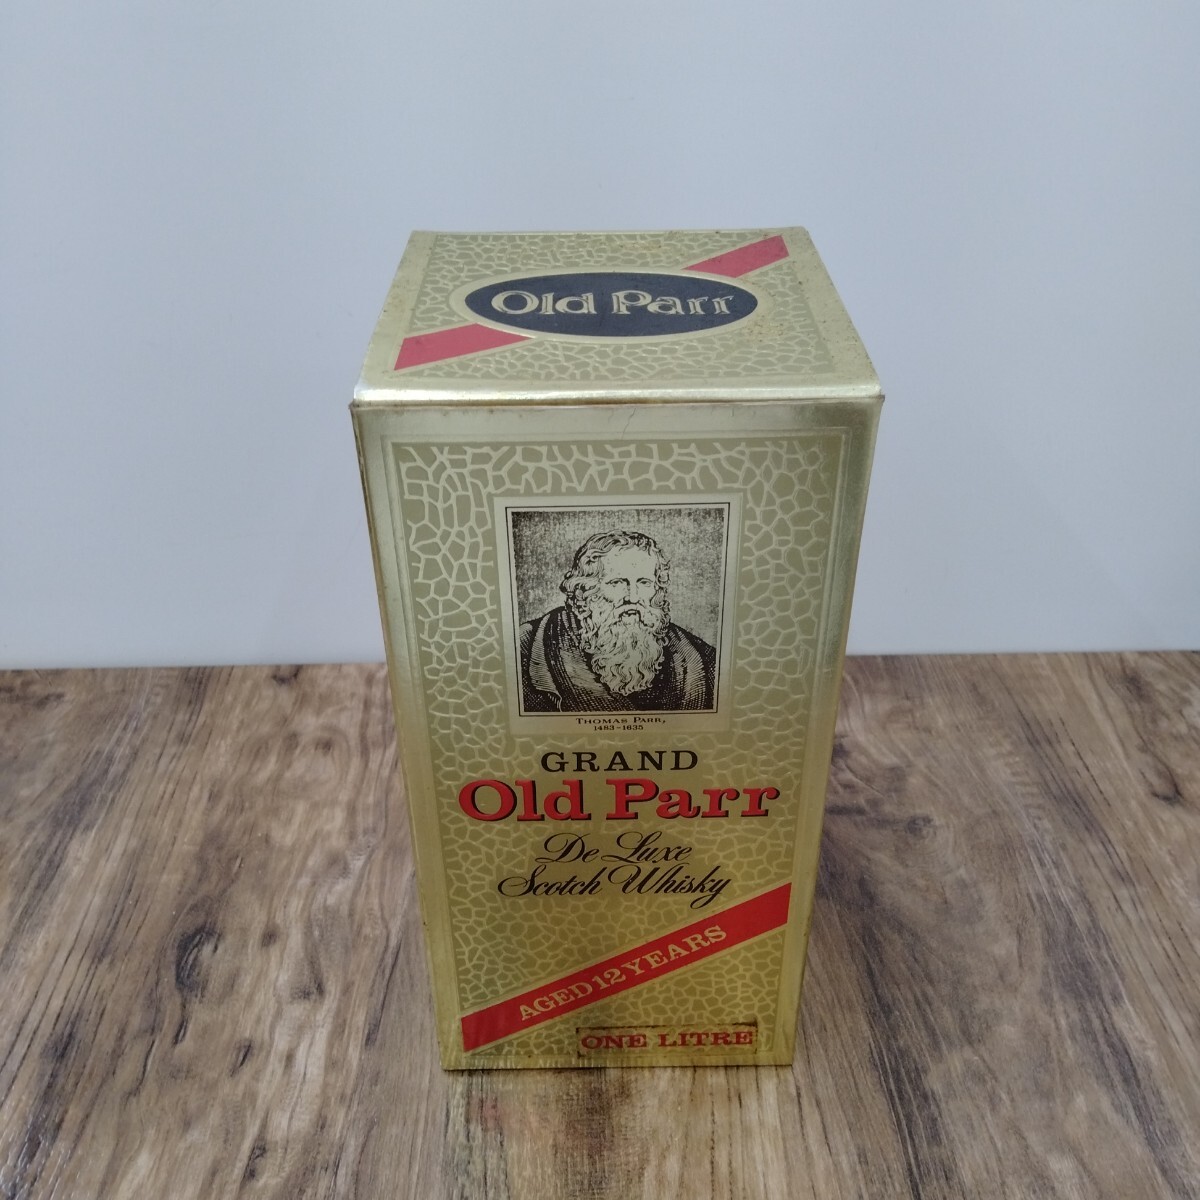 Old Parr
THOMAS PARR,
1483-1635
GRAND
Old Parr
De Luxe
Scotch Whisky
AGED 12 YEARS
ONE LITRE